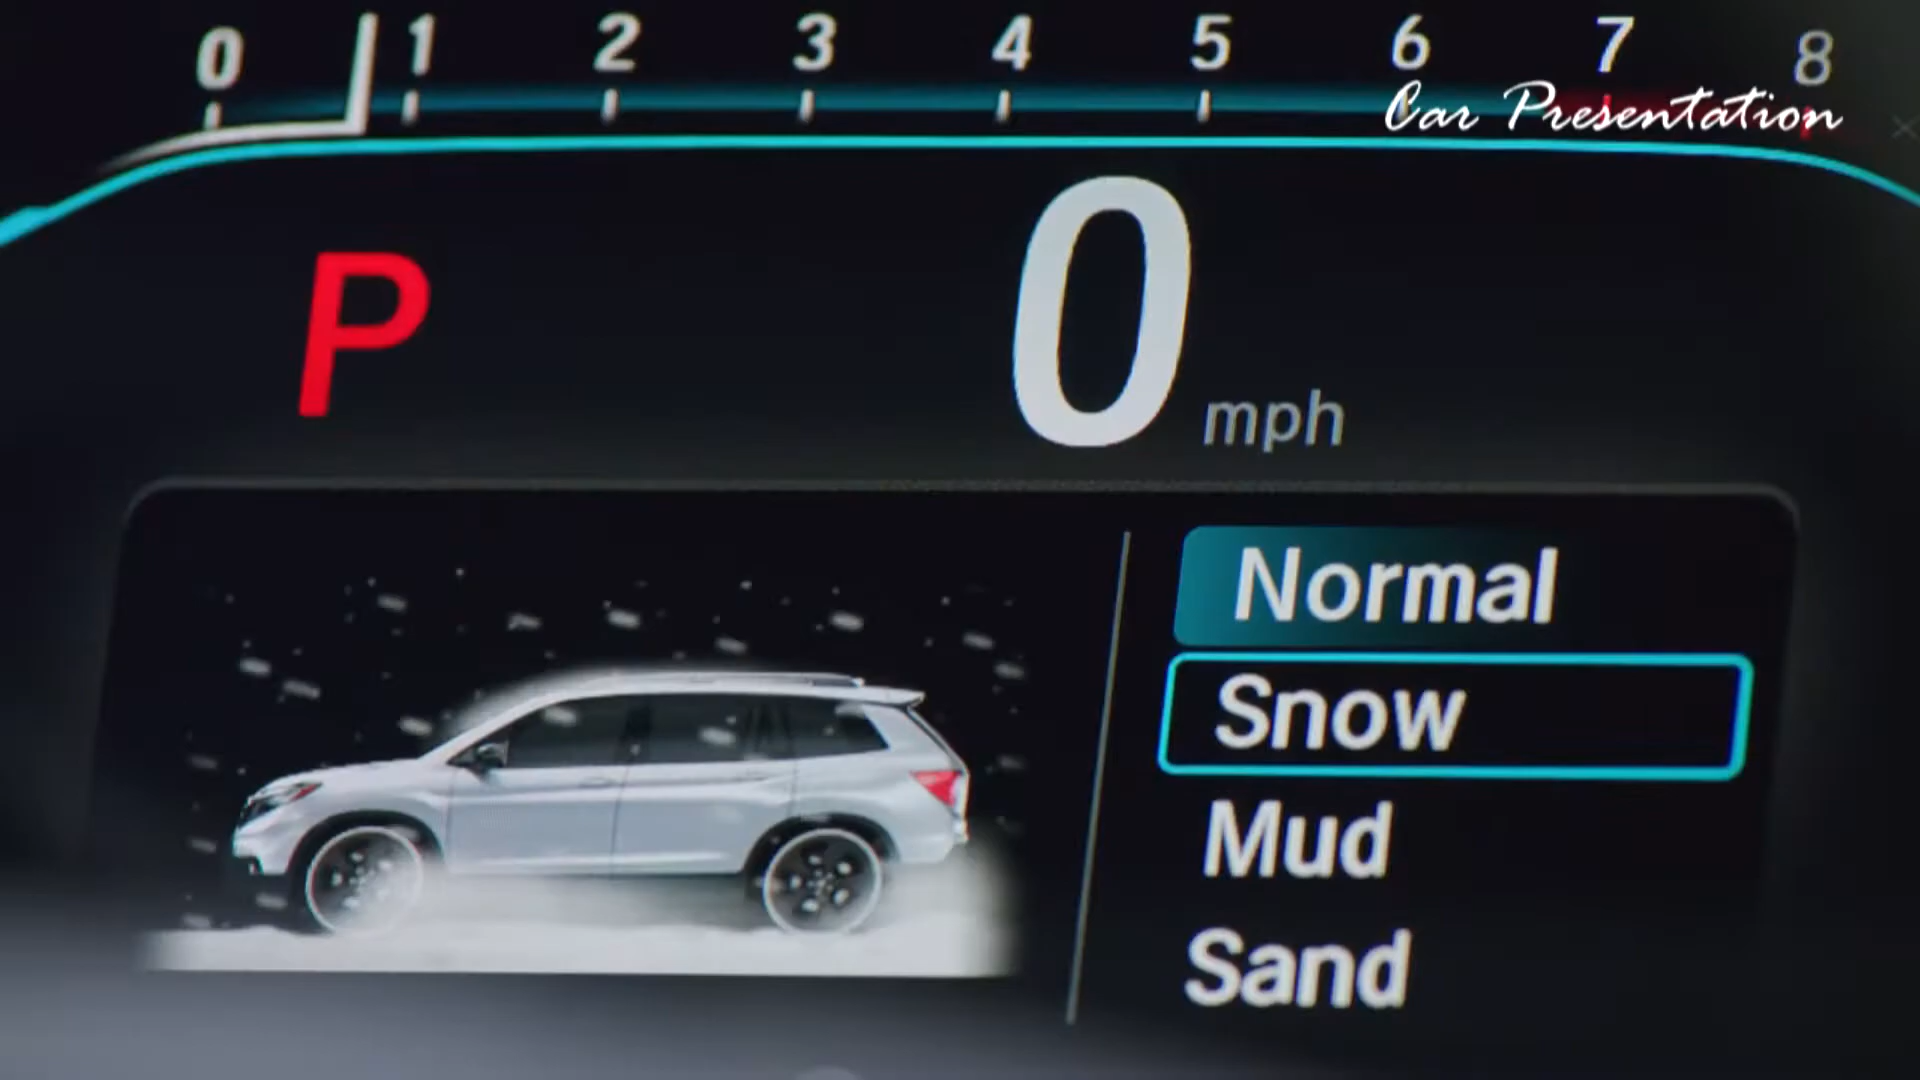 0 1 2 3 4 5 6 7 8
Car Presentation
P 0 mph
Normal
Snow
Mud
Sand